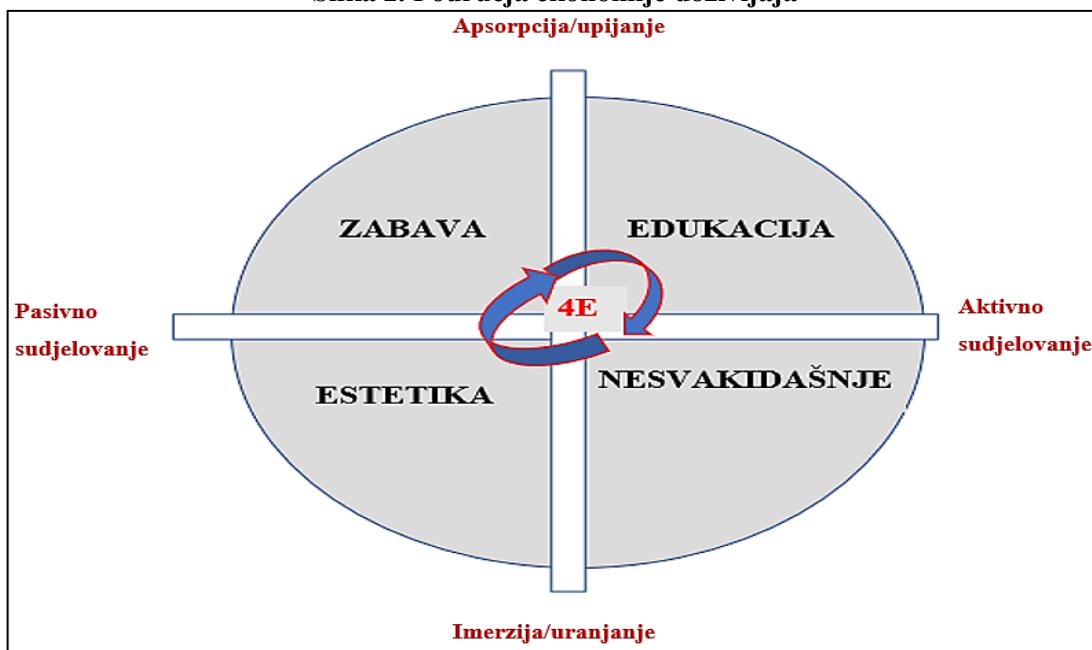 Apsorpcija/upijanje
ZABAVA
EDUKACIJA
4E
Pasivno
sudjelovanje
Aktivno
sudjelovanje
ESTETIKA
NESVAKIDAŠNJE
Imerzija/uranjanje